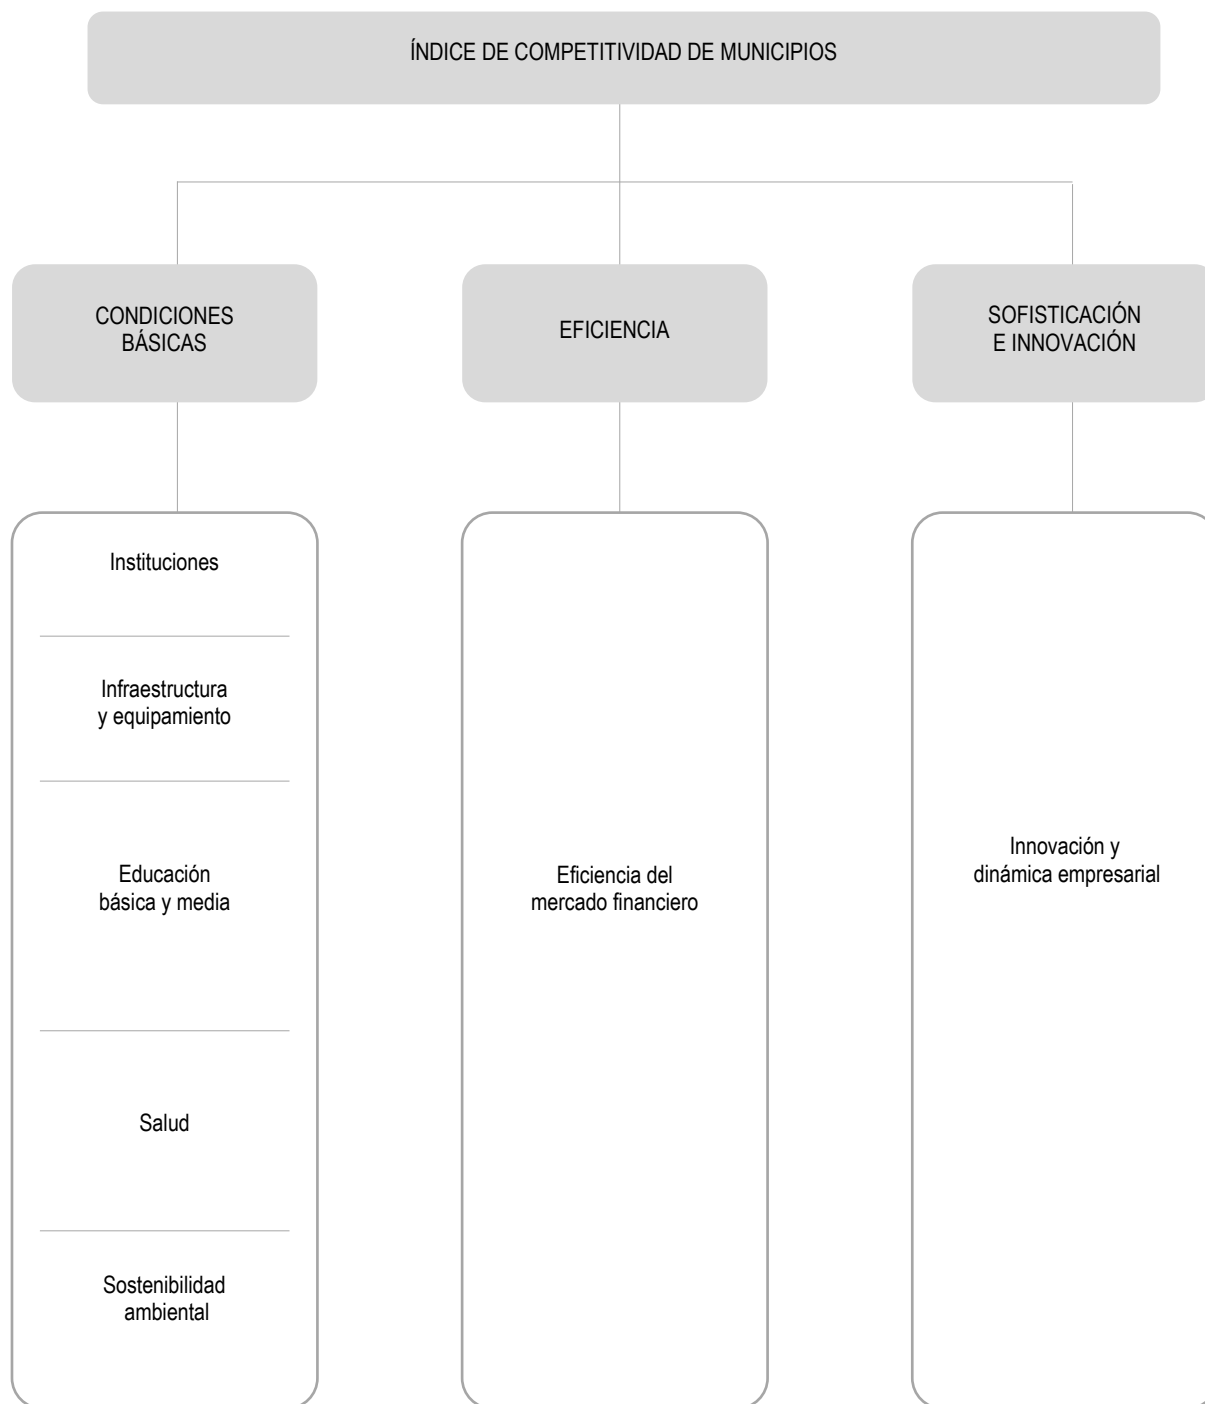 ÍNDICE DE COMPETITIVIDAD DE MUNICIPIOS
CONDICIONES
BÁSICAS
EFICIENCIA
SOFISTICACIÓN
E INNOVACIÓN
Instituciones
Infraestructura
y equipamiento
Educación
básica y media
Salud
Sostenibilidad
ambiental
Eficiencia del
mercado financiero
Innovación y
dinámica empresarial